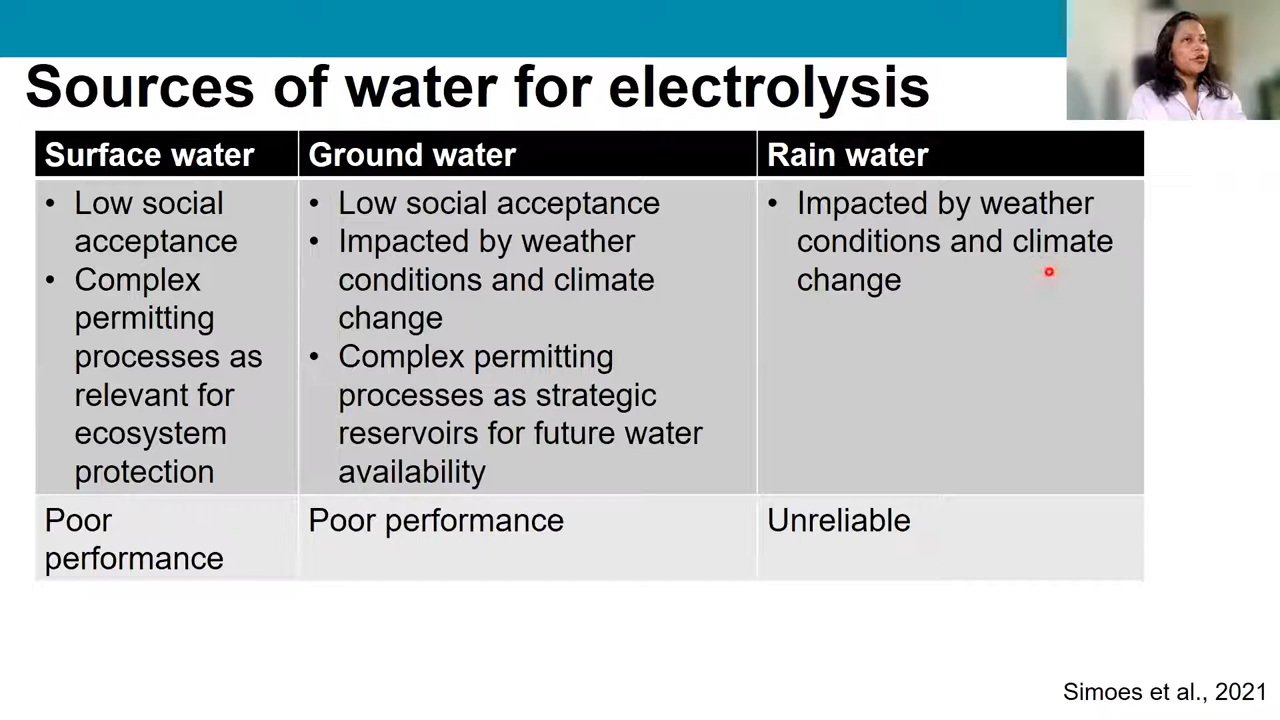 Sources of water for electrolysis
Surface water
Ground water
Rain water
• Low social
acceptance
• Complex
permitting
processes as
relevant for
ecosystem
protection
• Low social acceptance
• Impacted by weather
conditions and climate
change
• Complex permitting
processes as strategic
reservoirs for future water
availability
• Impacted by weather
conditions and climate
change
Poor
performance
Poor performance
Unreliable
Simoes et al., 2021